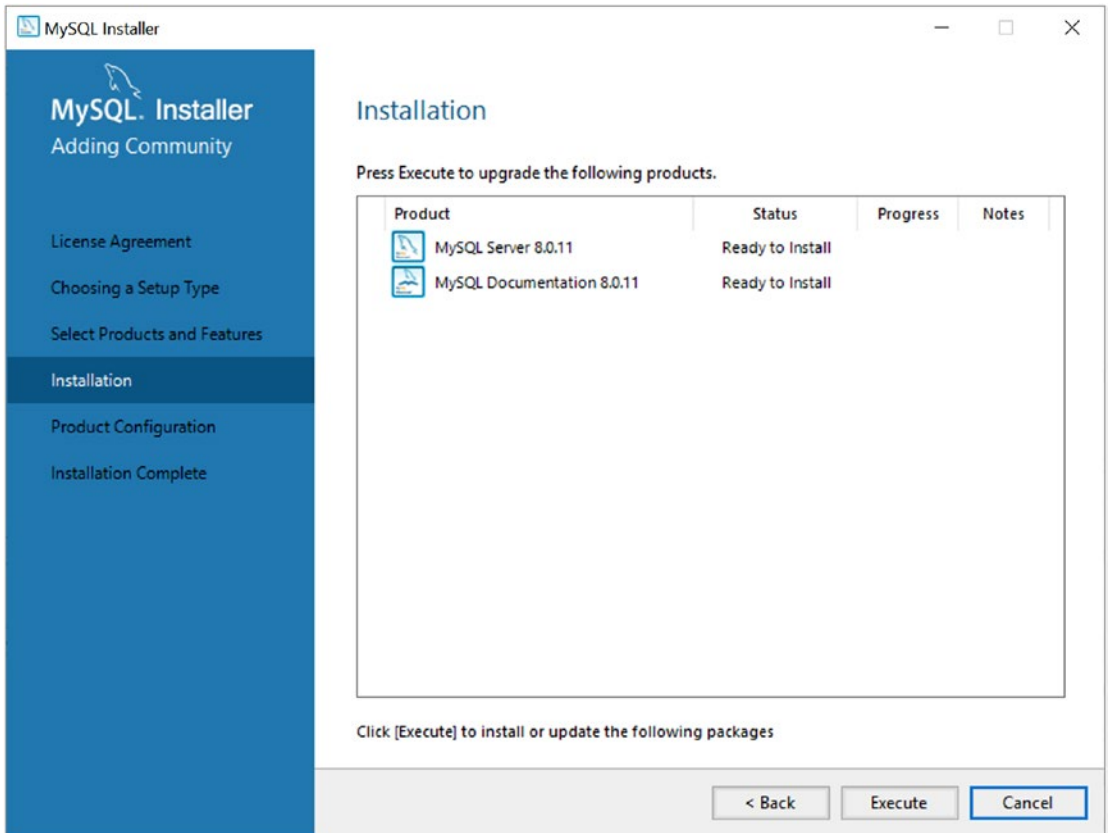 MySQL Installer
MySQL. Installer
Adding Community
License Agreement
Choosing a Setup Type
Select Products and Features
Installation
Product Configuration
Installation Complete
Installation
Press Execute to upgrade the following products.
Product Status Progress Notes
MySQL Server 8.0.11 Ready to Install
MySQL Documentation 8.0.11 Ready to Install
Click [Execute] to install or update the following packages
< Back Execute Cancel